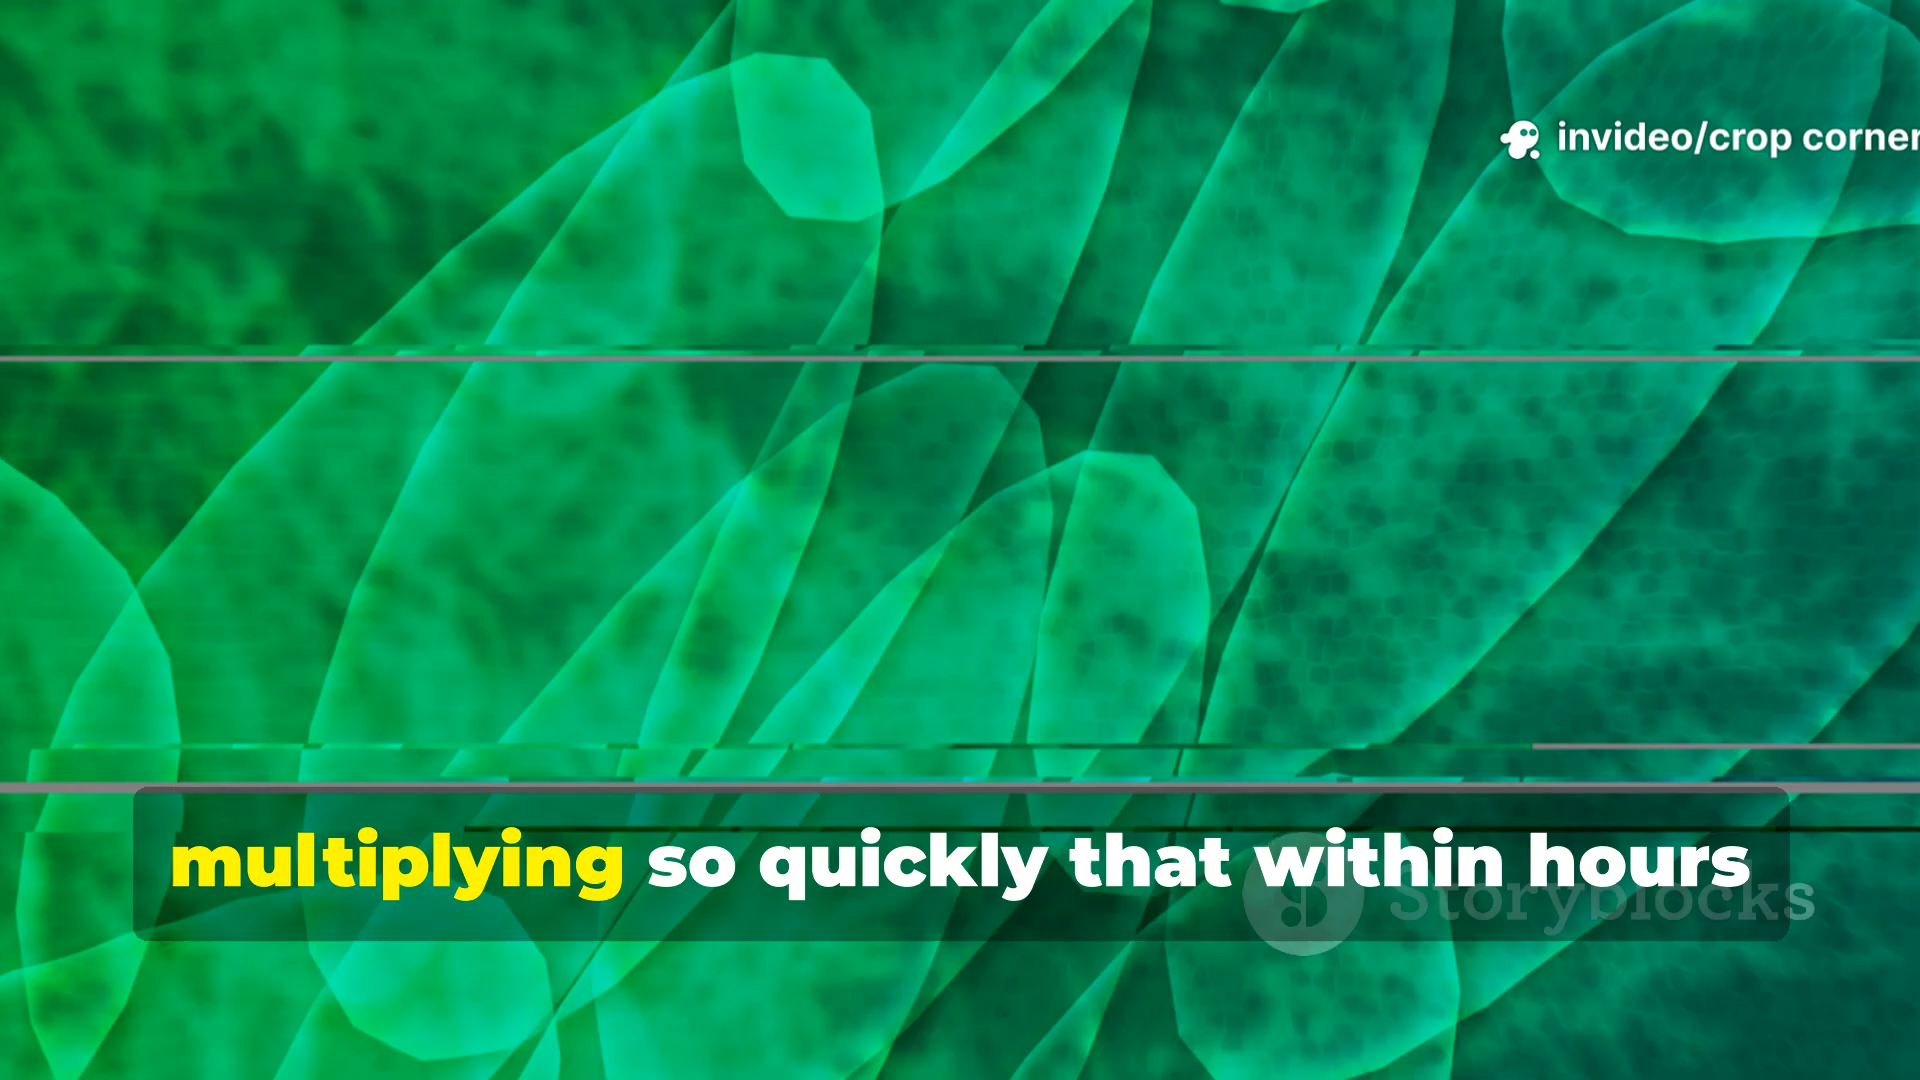 invideo/crop corner
multiplying so quickly that within hours
Storyblocks